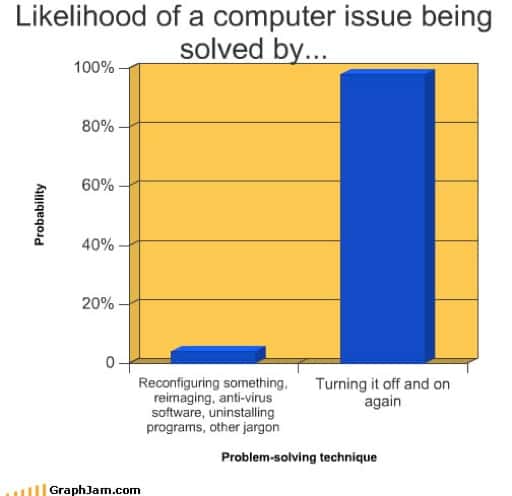 Likelihood of a computer issue being
solved by...
100%
80%
60%
40%
20%
0
Probability
Reconfiguring something,
reimaging, anti-virus
software, uninstalling
programs, other jargon
Turning it off and on
again
Problem-solving technique
GraphJam.com